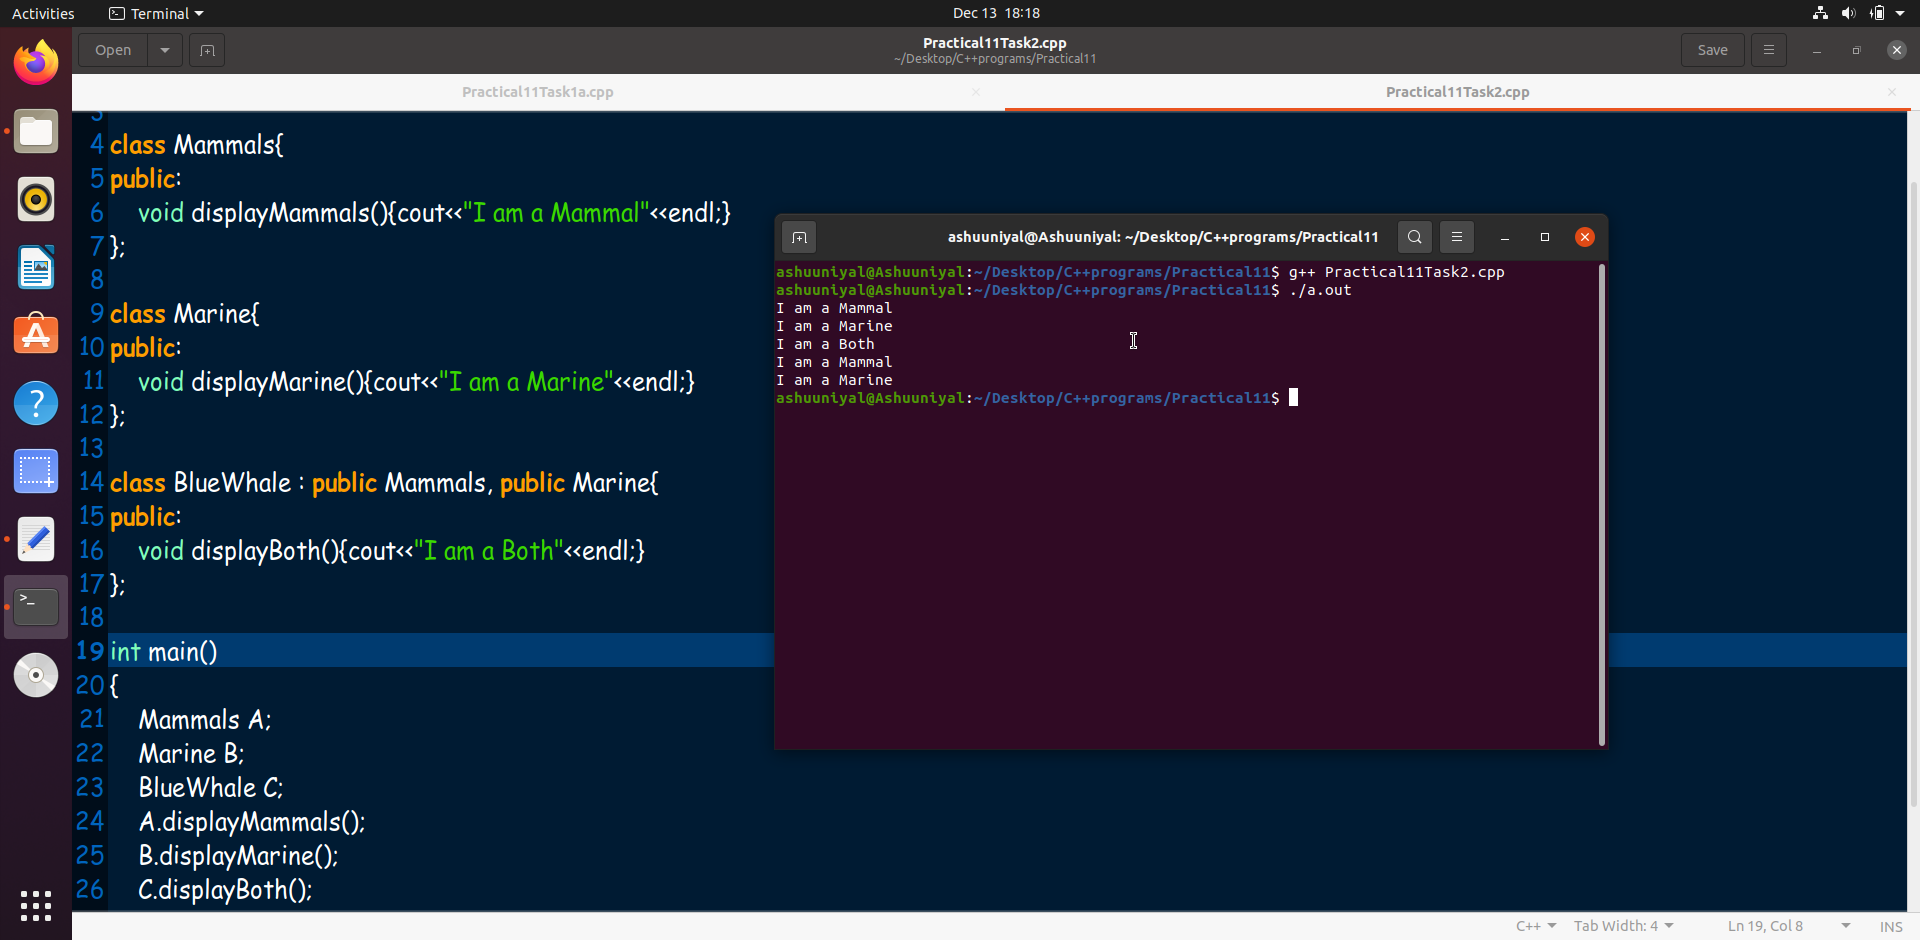 Activities
Terminal
Dec 13 18:18
Open
Practical11Task2.cpp
~/Desktop/C++programs/Practical11
Save
Practical11Task1a.cpp
Practical11Task2.cpp
3
4 class Mammals{
5 public:
6 void displayMammals(){cout<<"I am a Mammal"<<endl;}
7 };
8
9 class Marine{
10 public:
11 void displayMarine(){cout<<"I am a Marine"<<endl;}
12 };
13
14 class BlueWhale : public Mammals, public Marine{
15 public:
16 void displayBoth(){cout<<"I am a Both"<<endl;}
17 };
18
19 int main()
20 {
21 Mammals A;
22 Marine B;
23 BlueWhale C;
24 A.displayMammals();
25 B.displayMarine();
26 C.displayBoth();
ashuuniyal@Ashuuniyal: ~/Desktop/C++programs/Practical11
ashuuniyal@Ashuuniyal:~/Desktop/C++programs/Practical11$ g++ Practical11Task2.cpp
ashuuniyal@Ashuuniyal:~/Desktop/C++programs/Practical11$ ./a.out
I am a Mammal
I am a Marine
I am a Both
I am a Mammal
I am a Marine
ashuuniyal@Ashuuniyal:~/Desktop/C++programs/Practical11$
C++
Tab Width: 4
Ln 19, Col 8
INS